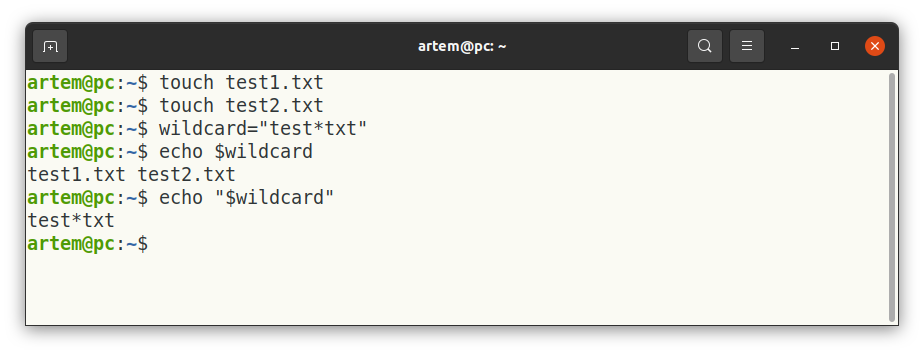 artem@pc: ~
artem@pc:~$ touch test1.txt
artem@pc:~$ touch test2.txt
artem@pc:~$ wildcard="test*txt"
artem@pc:~$ echo $wildcard
test1.txt test2.txt
artem@pc:~$ echo "$wildcard"
test*txt
artem@pc:~$